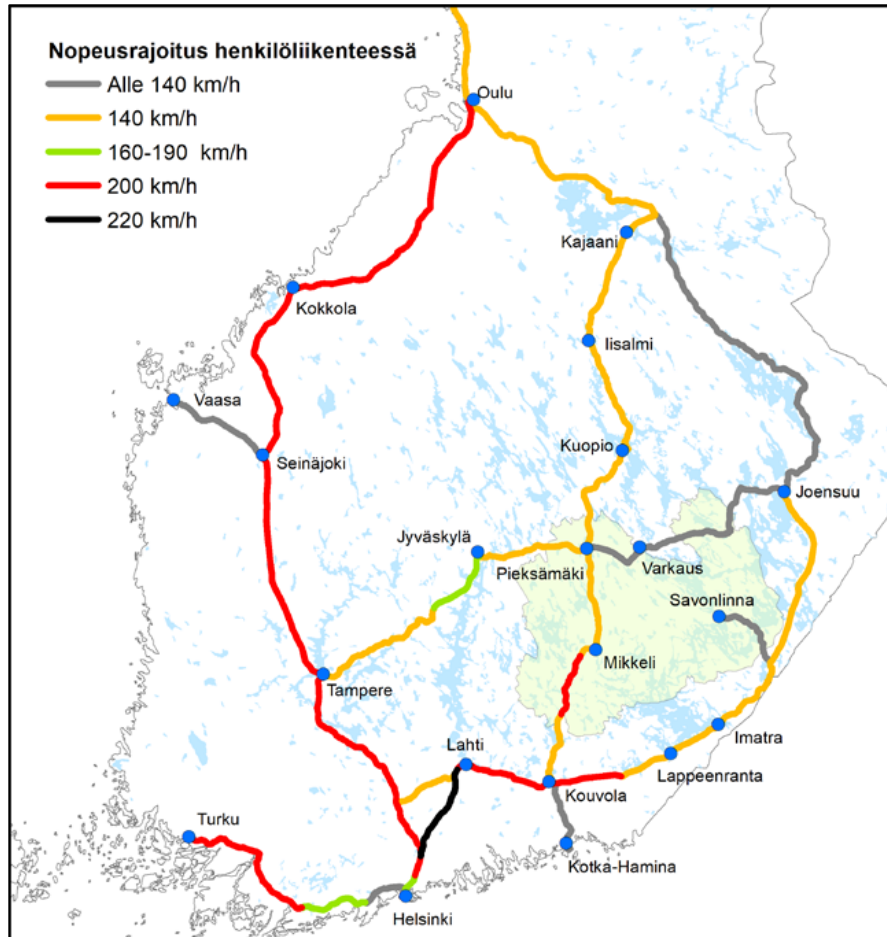 Nopeusrajoitus henkilöliikenteessä
Alle 140 km/h
140 km/h
160-190 km/h
200 km/h
220 km/h
Oulu
Kajaani
Kokkola
Iisalmi
Vaasa
Kuopio
Seinäjoki
Joensuu
Jyväskylä
Pieksämäki
Varkaus
Savonlinna
Mikkeli
Tampere
Imatra
Lahti
Lappeenranta
Kouvola
Turku
Kotka-Hamina
Helsinki